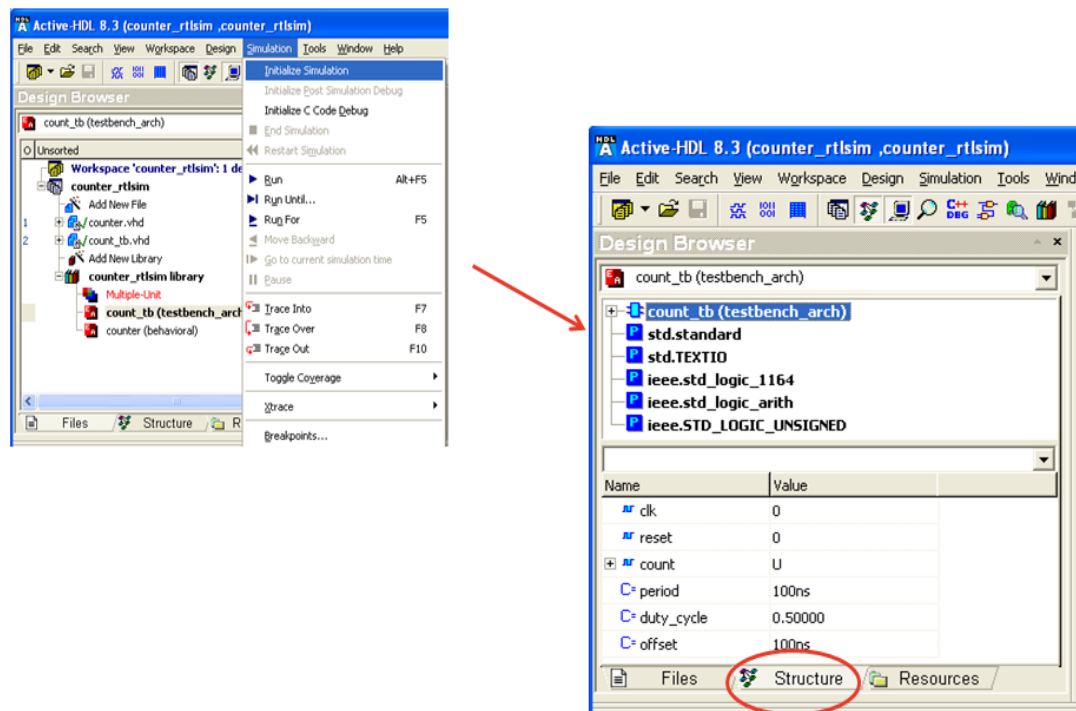 Active-HDL 8.3 (counter_rtlsim ,counter_rtlsim)
File Edit Search View Workspace Design Simulation Tools Window Help
Design Browser
count_tb (testbench_arch)
O Unsorted
Workspace 'counter_rtlsim': 1 de
counter_rtlsim
Add New File
1 counter.vhd
2 count_tb.vhd
Add New Library
counter_rtlsim library
Multiple-Unit
count_tb (testbench_arch
counter (behavioral)
Files Structure R
Initialize Simulation
Initialize Post Simulation Debug
Initialize C Code Debug
End Simulation
Restart Simulation
Run Alt+F5
Run Until...
Run For F5
Move Backward
Go to current simulation time
Pause
Trace Into F7
Trace Over F8
Trace Out F10
Toggle Coverage
Xtrace
Breakpoints...
Active-HDL 8.3 (counter_rtlsim ,counter_rtlsim)
File Edit Search View Workspace Design Simulation Tools Wind
C++ DBG
Design Browser
count_tb (testbench_arch)
count_tb (testbench_arch)
P std.standard
P std.TEXTIO
P ieee.std_logic_1164
P ieee.std_logic_arith
P ieee.STD_LOGIC_UNSIGNED
Name Value
clk 0
reset 0
count U
C= period 100ns
C= duty_cycle 0.50000
C= offset 100ns
Files Structure Resources